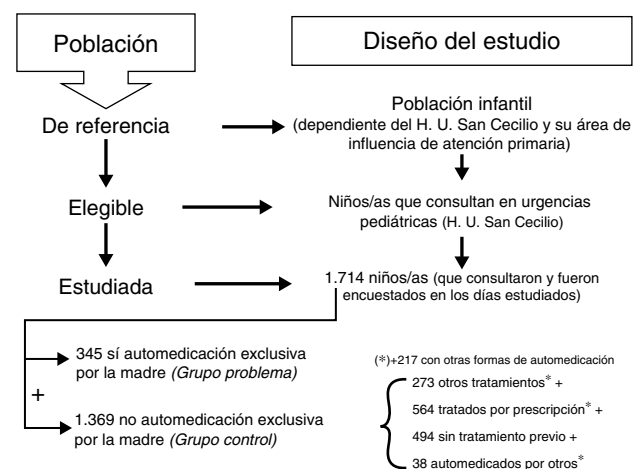 Población
Diseño del estudio
De referencia
Población infantil
(dependiente del H. U. San Cecilio y su área de
influencia de atención primaria)
Elegible
Niños/as que consultan en urgencias
pediátricas (H. U. San Cecilio)
Estudiada
1.714 niños/as (que consultaron y fueron
encuestados en los días estudiados)
345 sí automedicación exclusiva
por la madre (Grupo problema)
+
1.369 no automedicación exclusiva
por la madre (Grupo control)
(*)+217 con otras formas de automedicación
273 otros tratamientos* +
564 tratados por prescripción* +
494 sin tratamiento previo +
38 automedicados por otros*